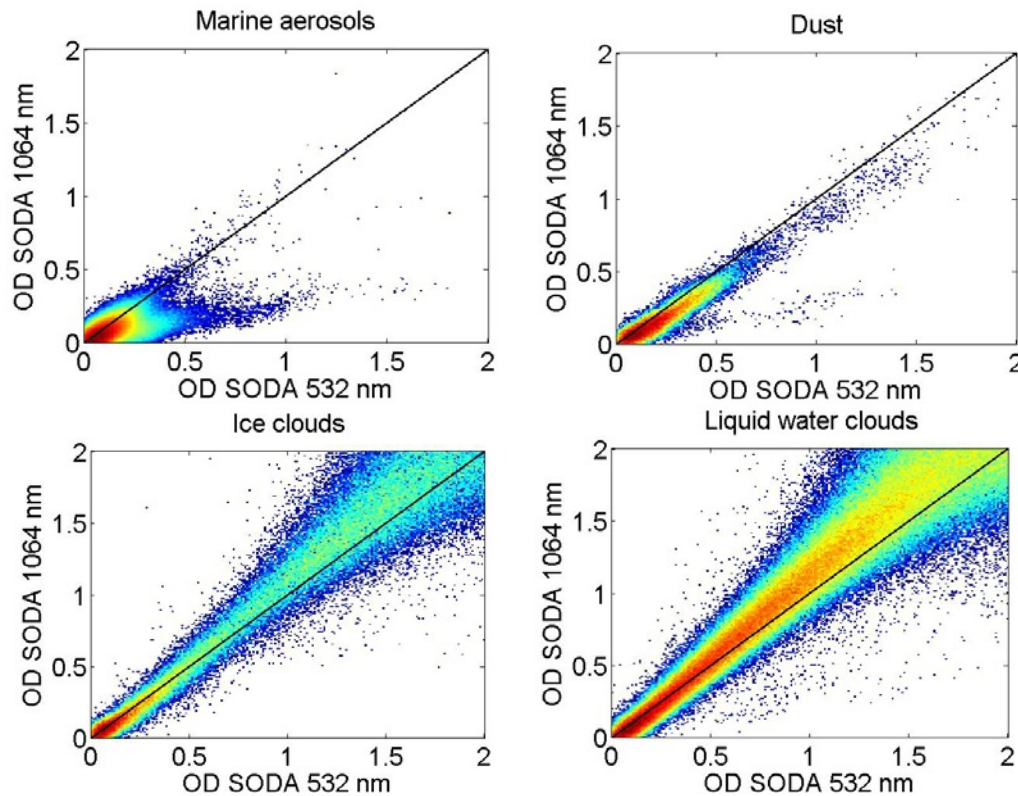 Marine aerosols
OD SODA 1064 nm
2
1.5
1
0.5
0
0 0.5 1 1.5 2
OD SODA 532 nm
Dust
OD SODA 1064 nm
2
1.5
1
0.5
0
0 0.5 1 1.5 2
OD SODA 532 nm
Ice clouds
OD SODA 1064 nm
2
1.5
1
0.5
0
0 0.5 1 1.5 2
OD SODA 532 nm
Liquid water clouds
OD SODA 1064 nm
2
1.5
1
0.5
0
0 0.5 1 1.5 2
OD SODA 532 nm